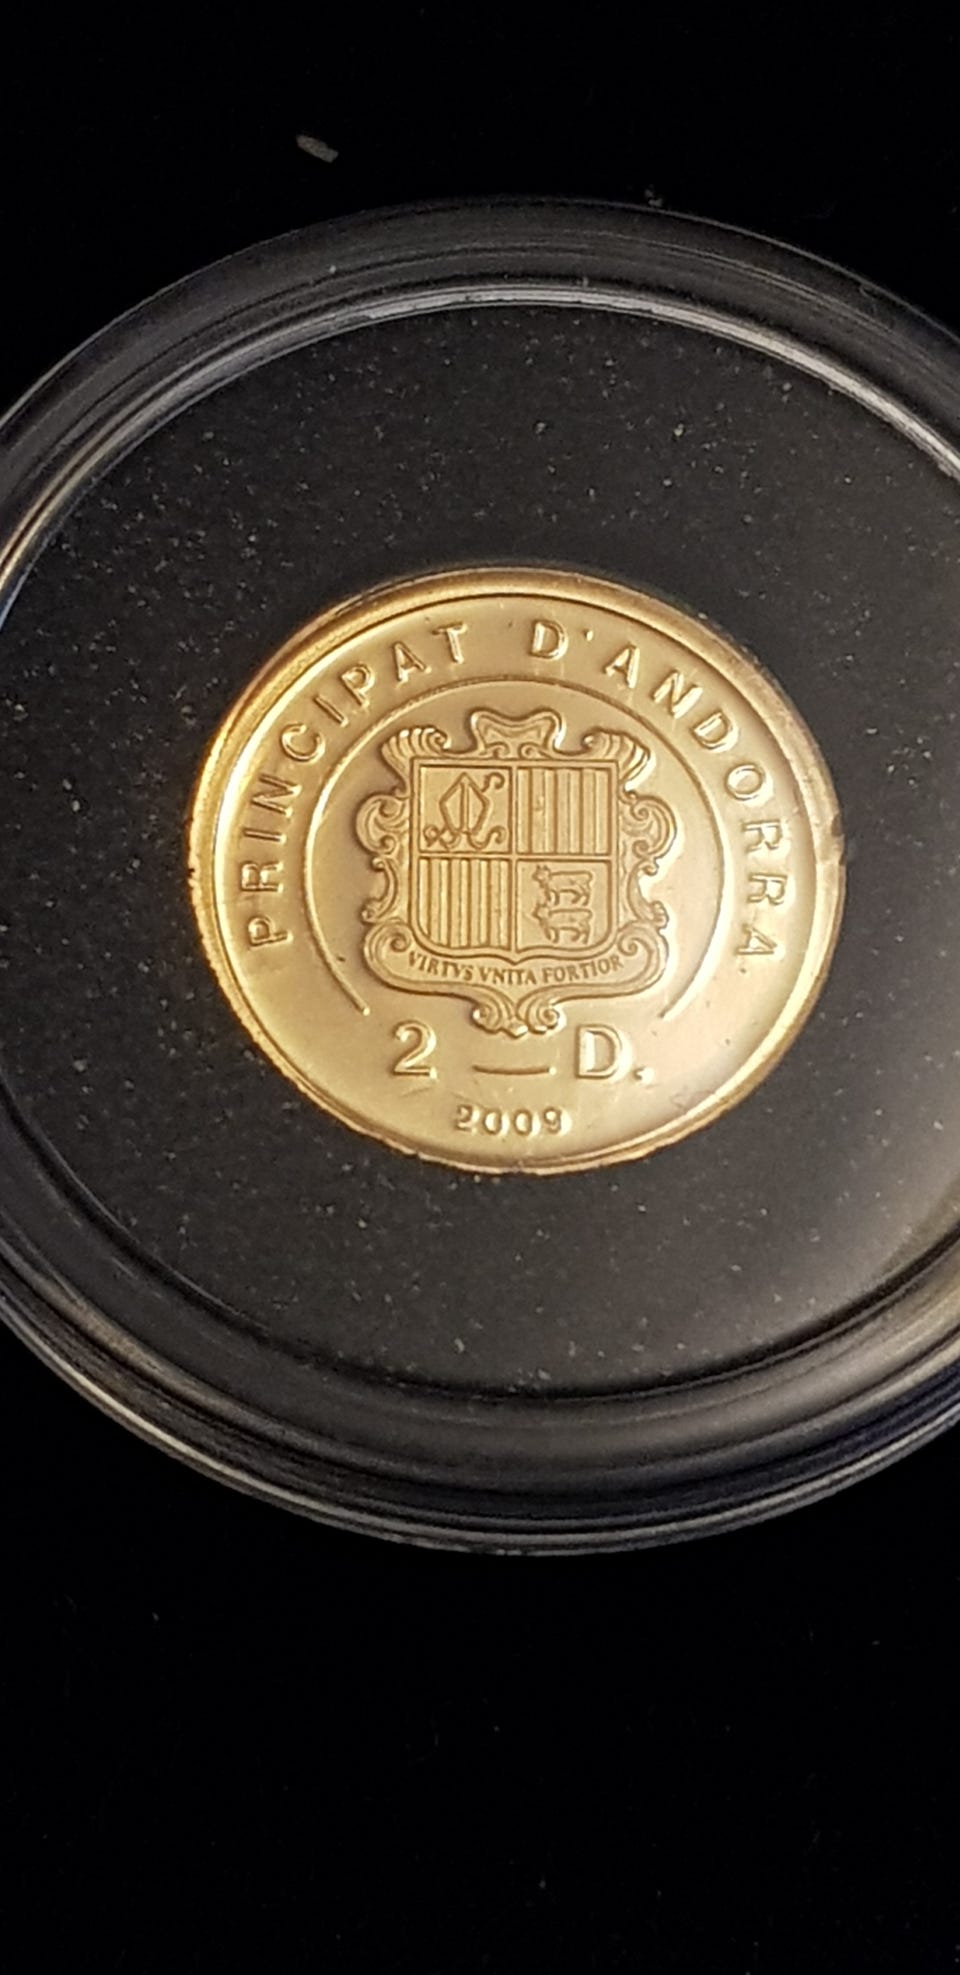 PRINCIPAT D'ANDORRA
VIRTVS VNITA FORTIOR
2 — D.
2009